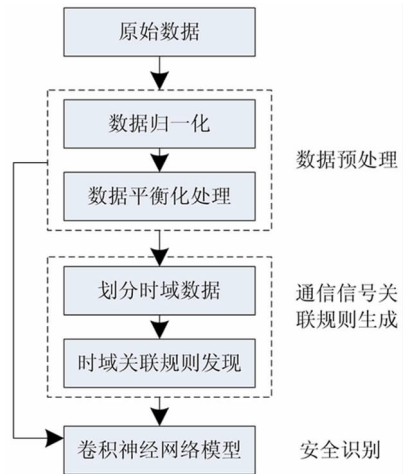 原始数据
数据归一化
数据平衡化处理
数据预处理
划分时域数据
时域关联规则发现
通信信号关
联规则生成
卷积神经网络模型
安全识别